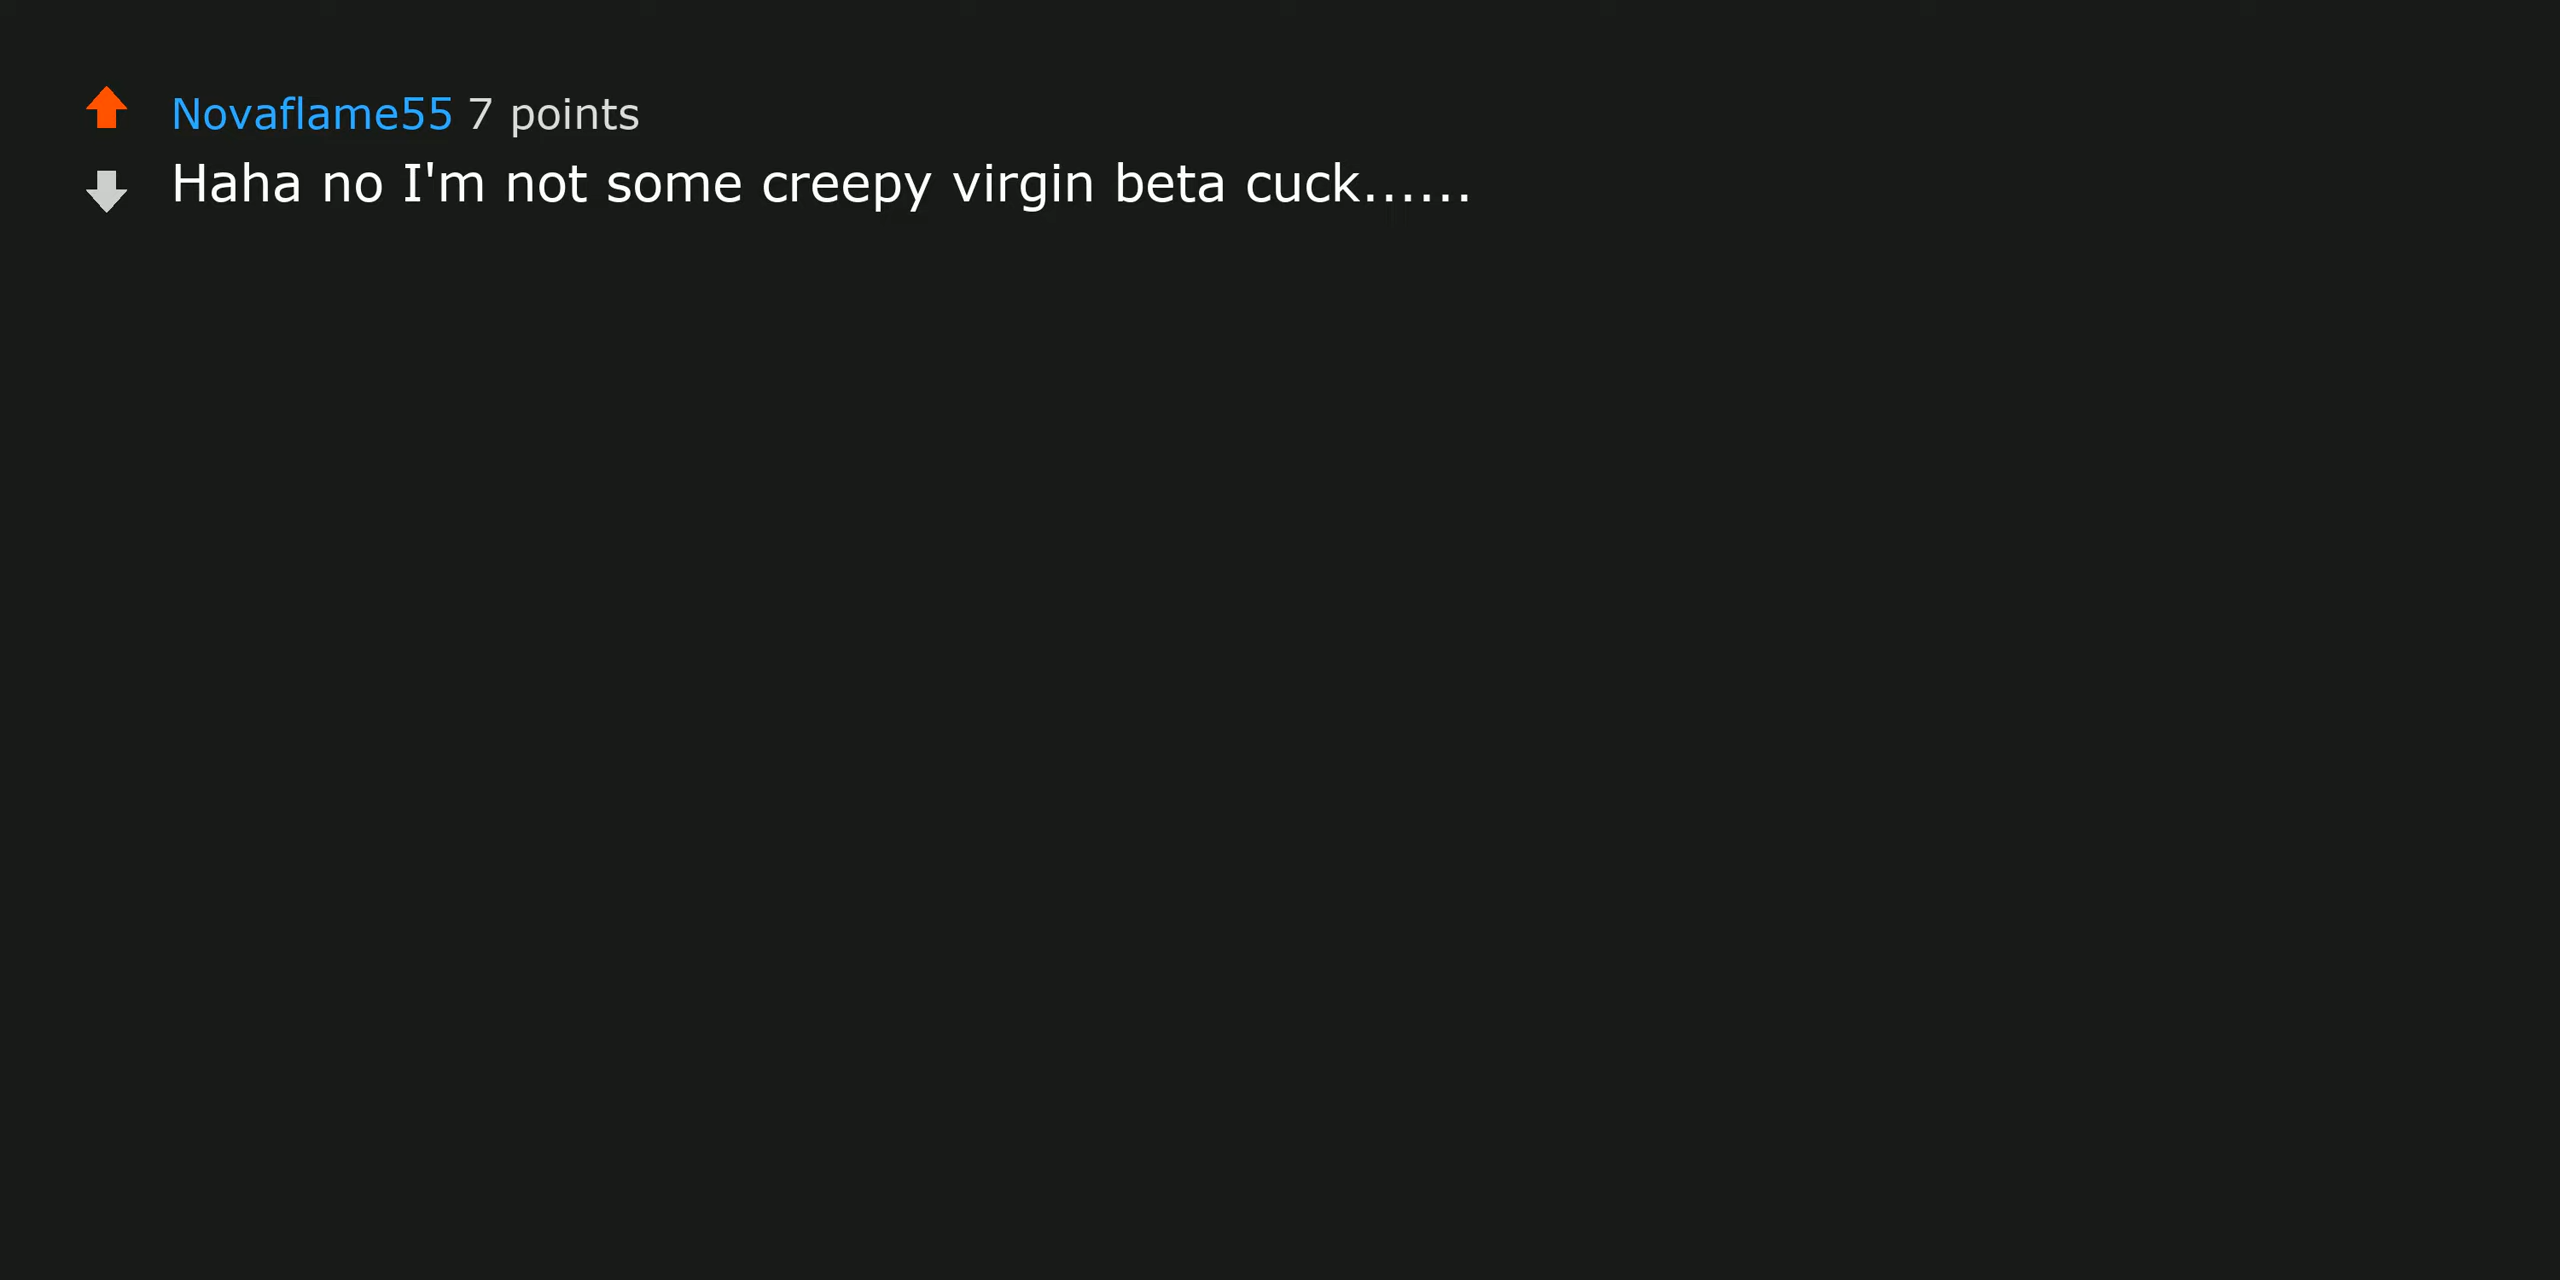 Novaflame55 7 points
Haha no I'm not some creepy virgin beta cuck......